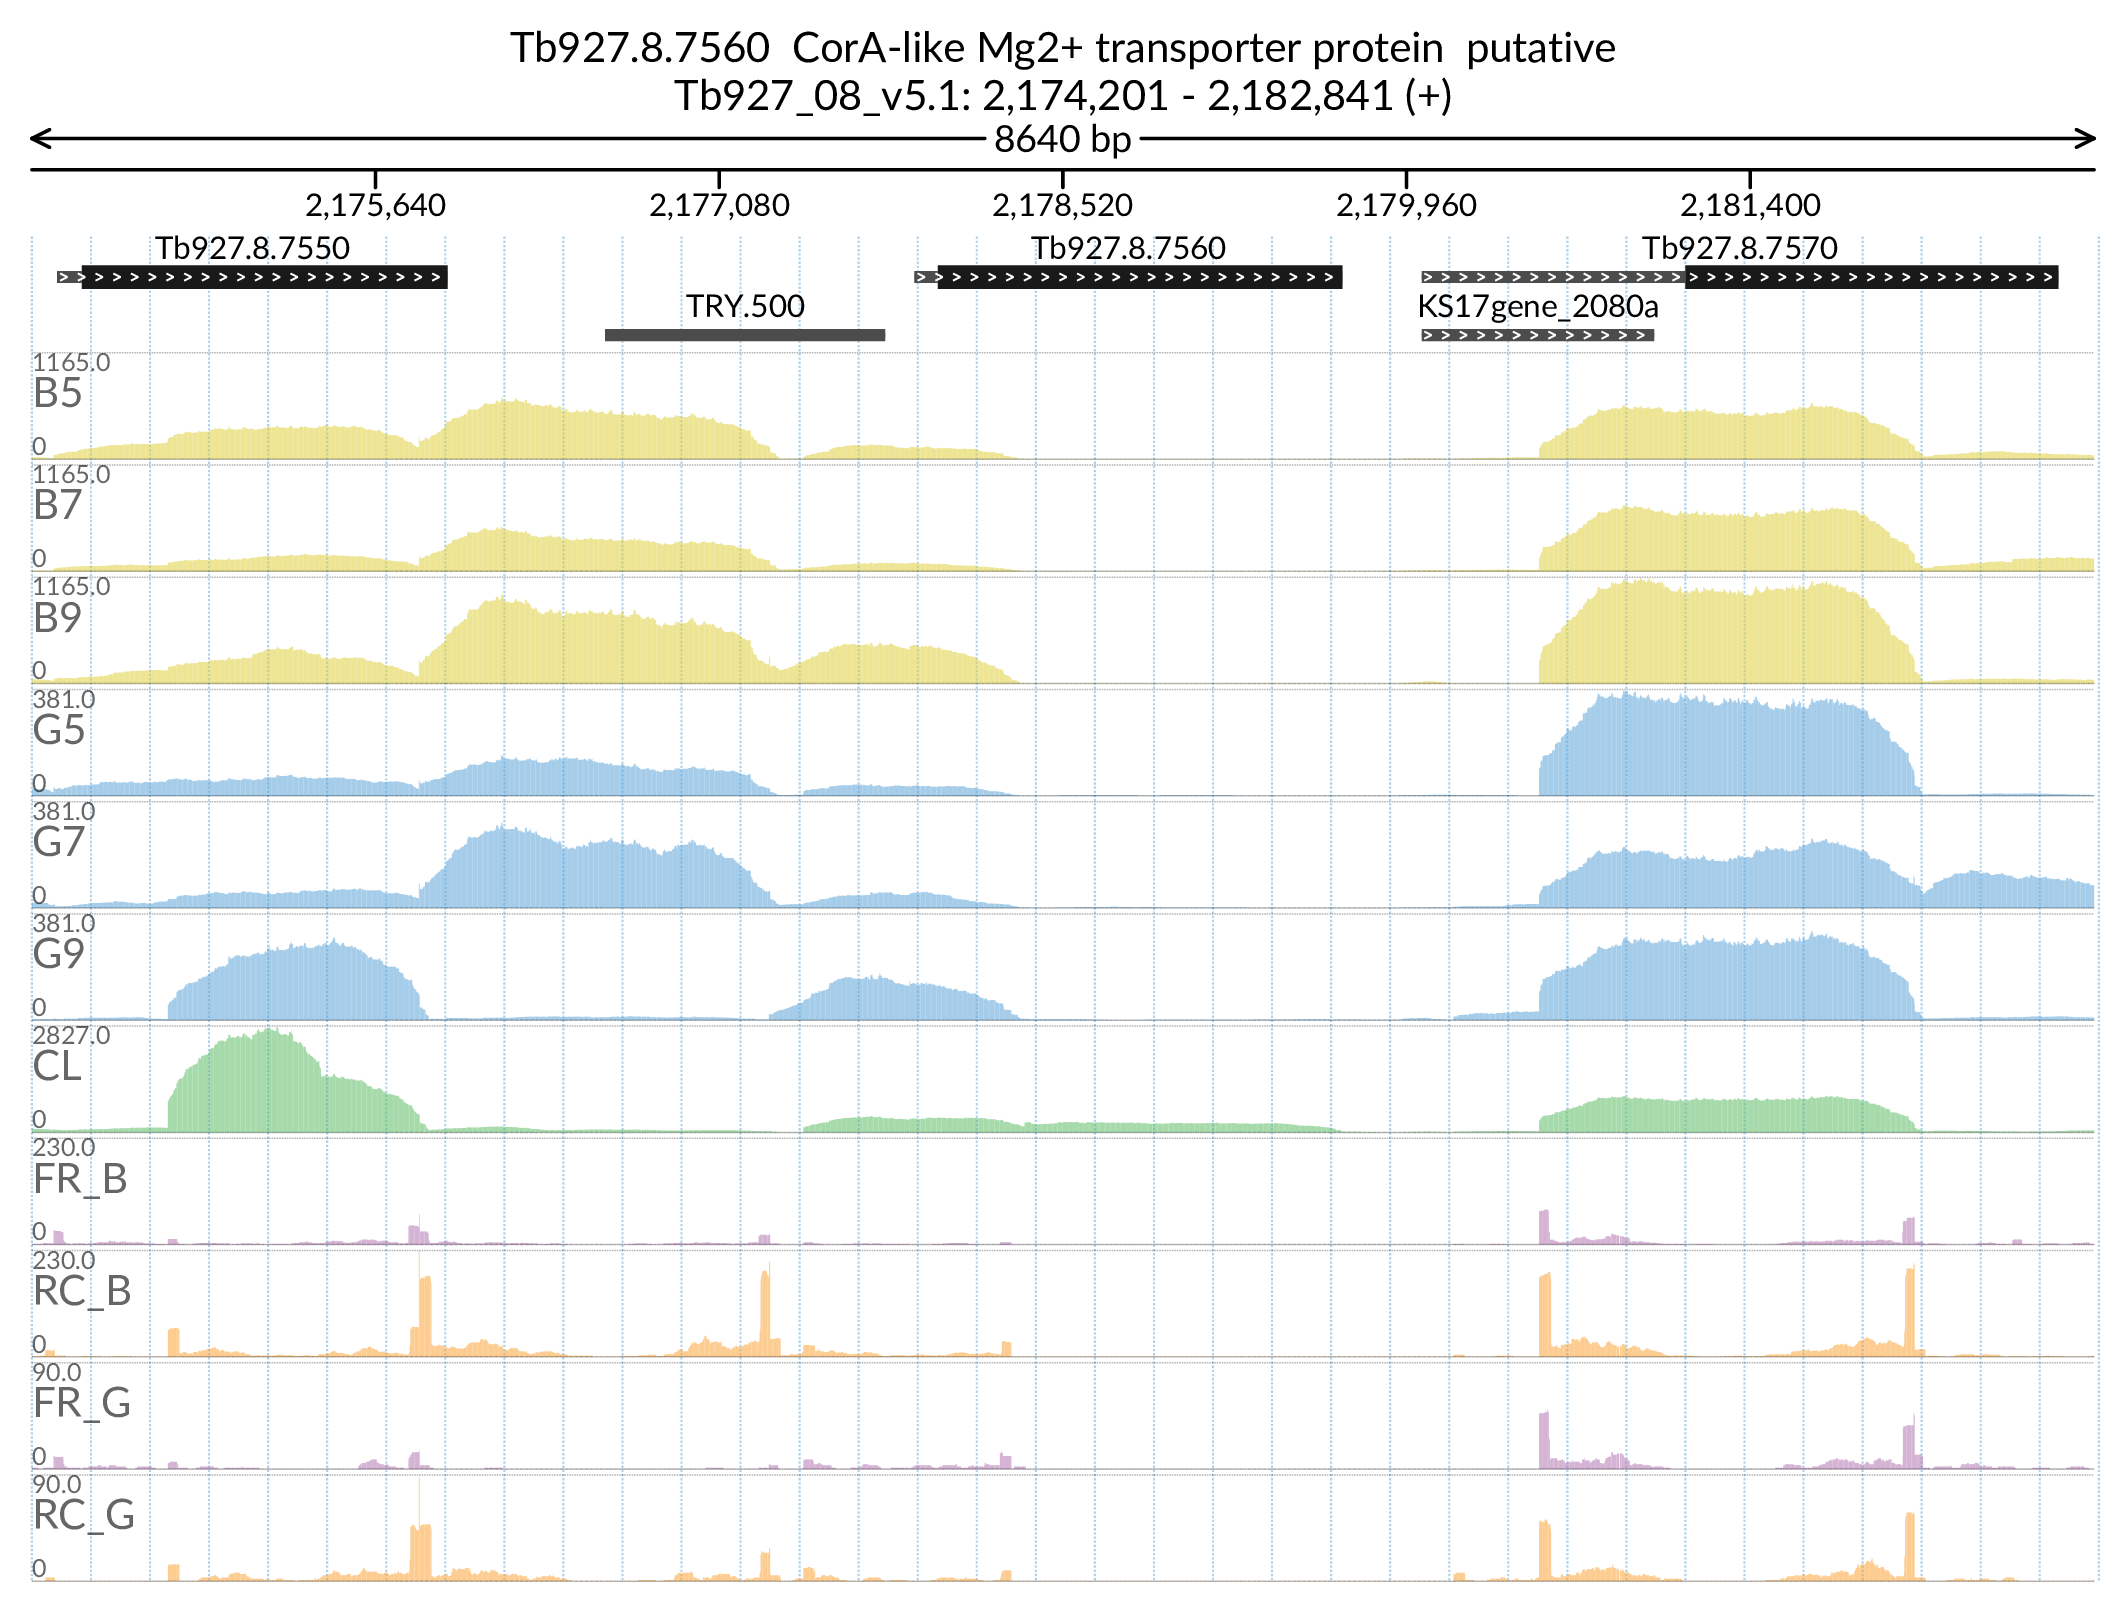 Tb927.8.7560 CorA-like Mg2+ transporter protein putative
Tb927_08_v5.1: 2,174,201 - 2,182,841 (+)
8640 bp
2,175,640 2,177,080 2,178,520 2,179,960 2,181,400
Tb927.8.7550 Tb927.8.7560 Tb927.8.7570
TRY.500 KS17gene_2080a
1165.0
B5
0
1165.0
B7
0
1165.0
B9
0
381.0
G5
0
381.0
G7
0
381.0
G9
0
2827.0
CL
0
230.0
FR_B
0
230.0
RC_B
0
90.0
FR_G
0
90.0
RC_G
0